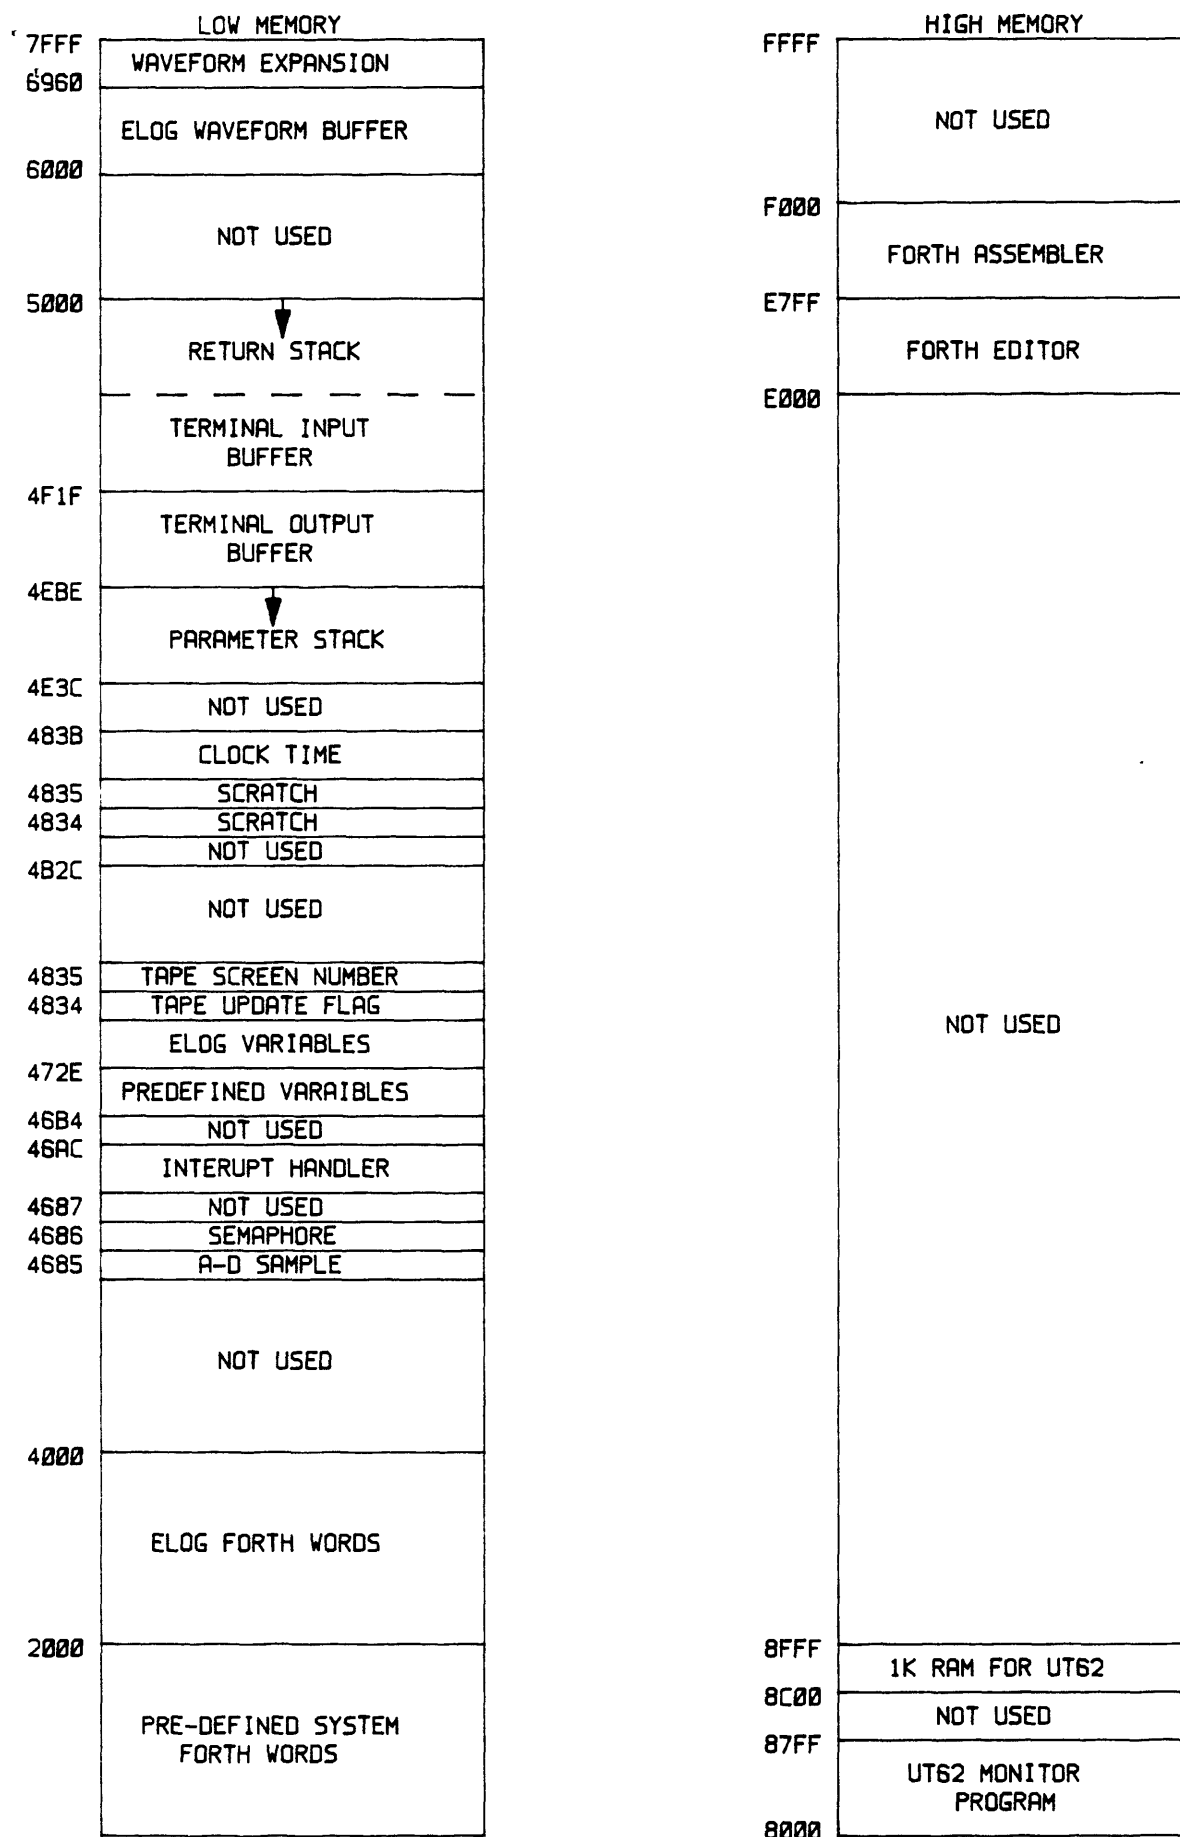 LOW MEMORY
7FFF
WAVEFORM EXPANSION
6960
ELOG WAVEFORM BUFFER
6000
NOT USED
5000
RETURN STACK
TERMINAL INPUT
BUFFER
4F1F
TERMINAL OUTPUT
BUFFER
4EBE
PARAMETER STACK
4E3C
NOT USED
483B
CLOCK TIME
4835
SCRATCH
4834
SCRATCH
NOT USED
4B2C
NOT USED
4835
TAPE SCREEN NUMBER
4834
TAPE UPDATE FLAG
ELOG VARIABLES
472E
PREDEFINED VARAIBLES
46B4
NOT USED
46AC
INTERUPT HANDLER
4687
NOT USED
4686
SEMAPHORE
4685
A-D SAMPLE
NOT USED
4000
ELOG FORTH WORDS
2000
PRE-DEFINED SYSTEM
FORTH WORDS
HIGH MEMORY
FFFF
NOT USED
F000
FORTH ASSEMBLER
E7FF
FORTH EDITOR
E000
NOT USED
8FFF
1K RAM FOR UT62
8C00
NOT USED
87FF
UT62 MONITOR
PROGRAM
8000